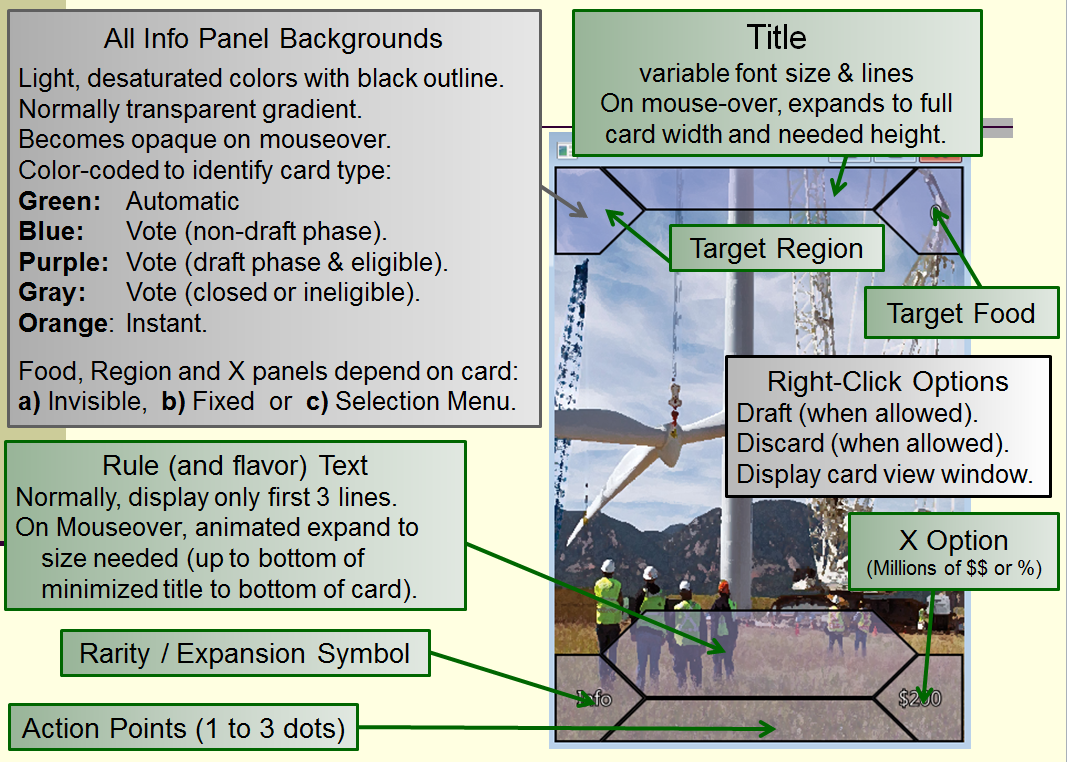 All Info Panel Backgrounds
Light, desaturated colors with black outline.
Normally transparent gradient.
Becomes opaque on mouseover.
Color-coded to identify card type:
Green: Automatic
Blue: Vote (non-draft phase).
Purple: Vote (draft phase & eligible).
Gray: Vote (closed or ineligible).
Orange: Instant.
Food, Region and X panels depend on card:
a) Invisible, b) Fixed or c) Selection Menu.
Title
variable font size & lines
On mouse-over, expands to full
card width and needed height.
Target Region
Target Food
Right-Click Options
Draft (when allowed).
Discard (when allowed).
Display card view window.
Rule (and flavor) Text
Normally, display only first 3 lines.
On Mouseover, animated expand to
size needed (up to bottom of
minimized title to bottom of card).
X Option
(Millions of $$ or %)
Rarity / Expansion Symbol
Info
$200
Action Points (1 to 3 dots)